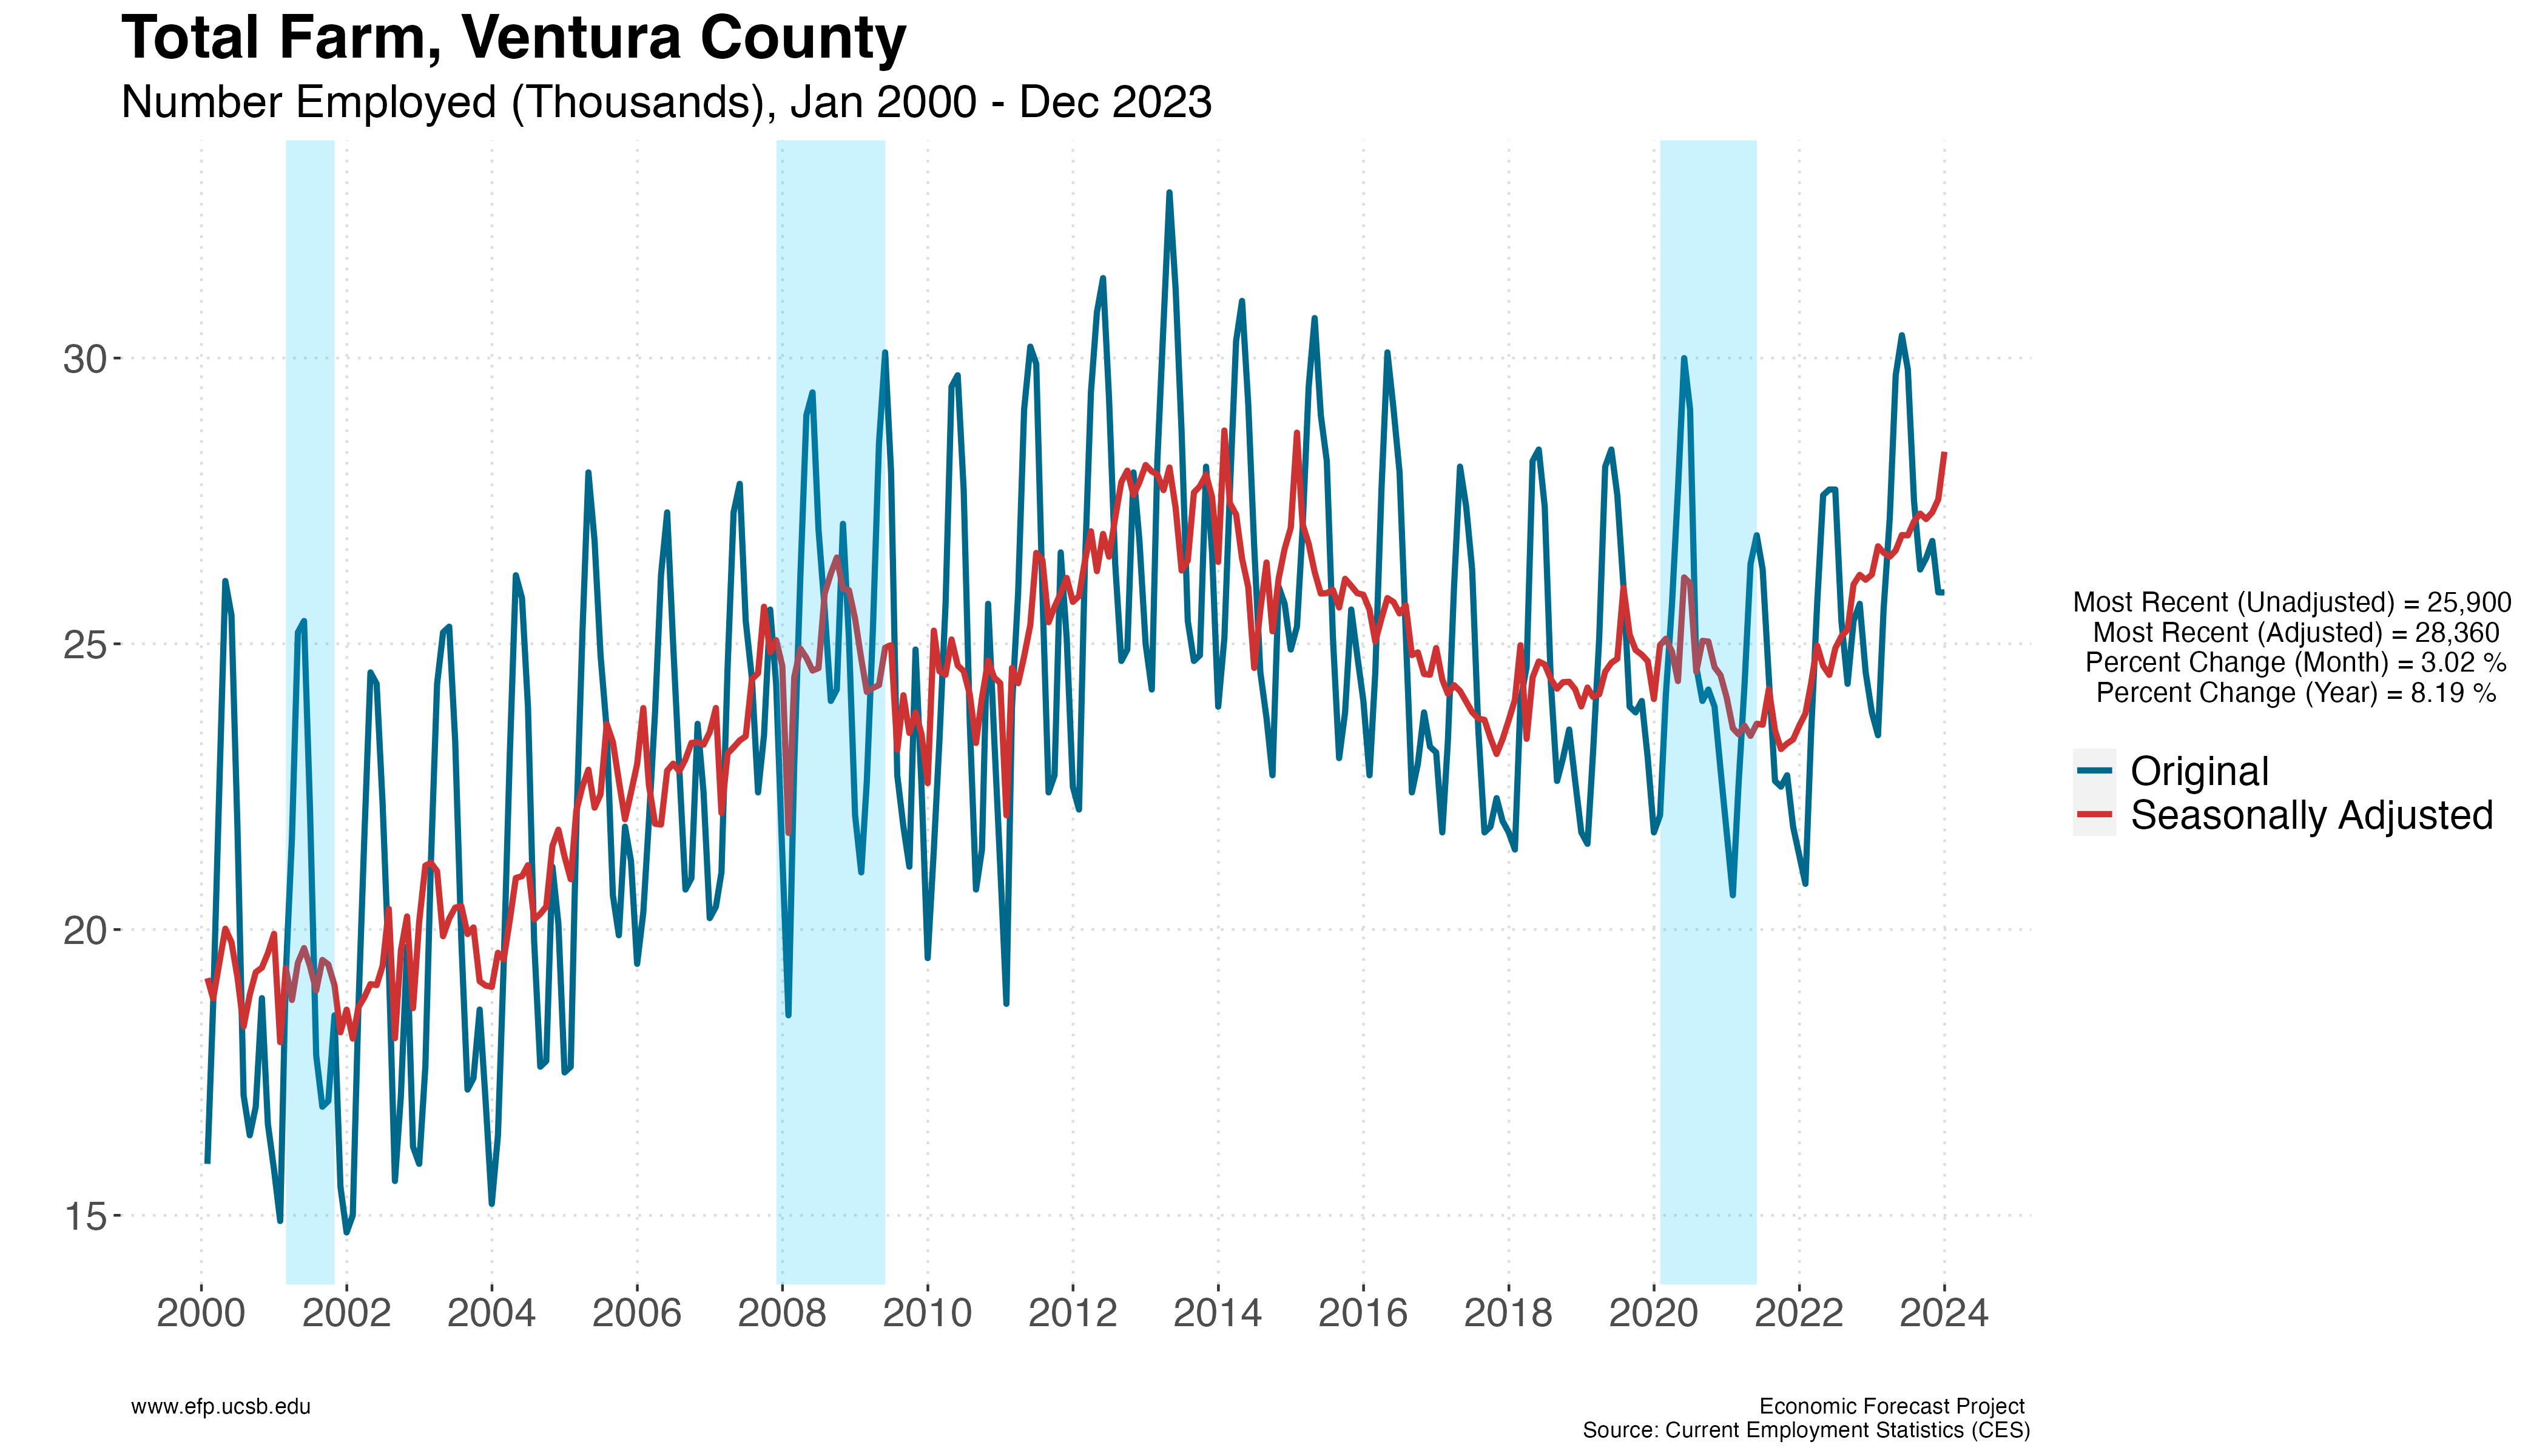 Total Farm, Ventura County
Number Employed (Thousands), Jan 2000 - Dec 2023
30
25
20
15
2000 2002 2004 2006 2008 2010 2012 2014 2016 2018 2020 2022 2024
Most Recent (Unadjusted) = 25,900
Most Recent (Adjusted) = 28,360
Percent Change (Month) = 3.02 %
Percent Change (Year) = 8.19 %
Original
Seasonally Adjusted
www.efp.ucsb.edu
Economic Forecast Project
Source: Current Employment Statistics (CES)